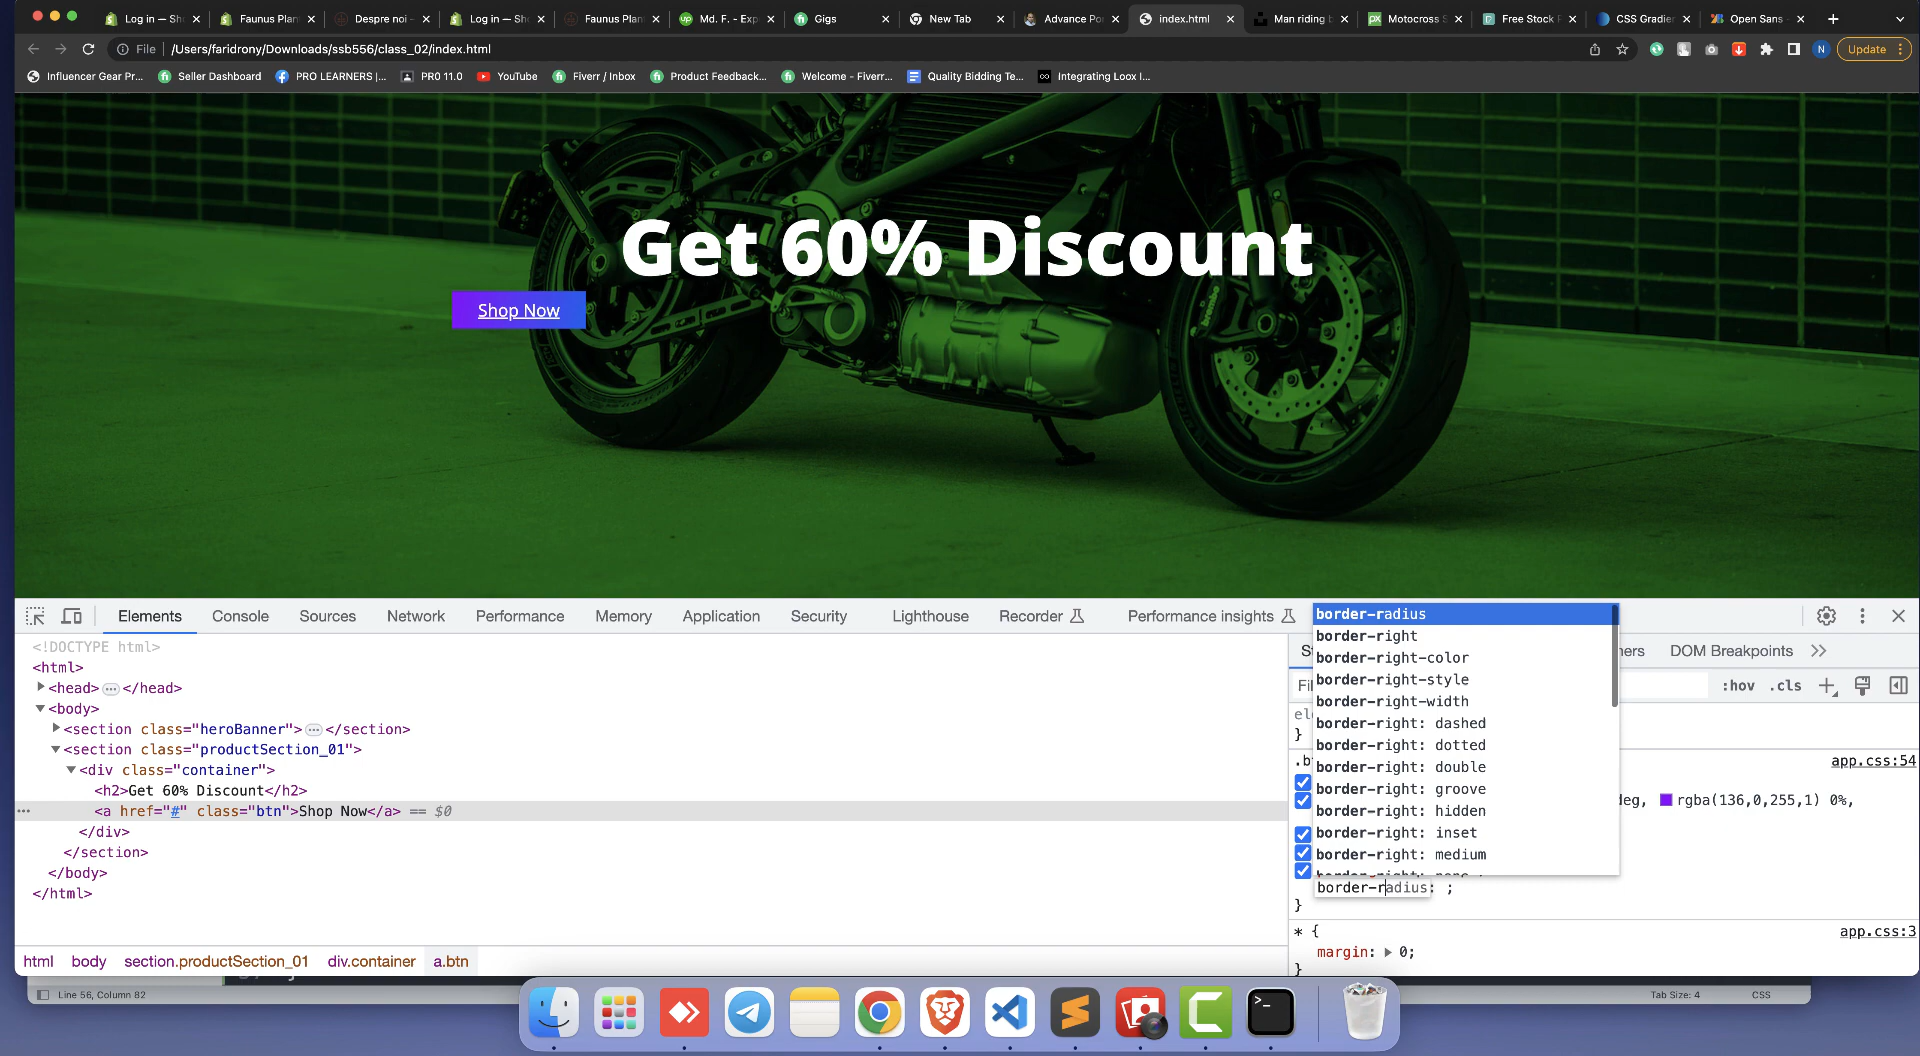 Log in — Sh
Faunus Plan
Despre noi -
Log in — Sh
Faunus Plan
Md. F. - Exp
Gigs
New Tab
Advance Po
index.html
Man riding
Motocross S
Free Stock
CSS Gradier
Open Sans -
File
/Users/faridrony/Downloads/ssb556/class_02/index.html
N
Update
Influencer Gear Pr...
Seller Dashboard
PRO LEARNERS |...
PRO 11.0
YouTube
Fiverr / Inbox
Product Feedback...
Welcome - Fiverr...
Quality Bidding Te...
Integrating Loox I...
Get 60% Discount
Shop Now
Elements
Console
Sources
Network
Performance
Memory
Application
Security
Lighthouse
Recorder
Performance insights
<!DOCTYPE html>
<html>
<head> ... </head>
<body>
<section class="heroBanner"> ... </section>
<section class="productSection_01">
<div class="container">
<h2>Get 60% Discount</h2>
<a href="#" class="btn">Shop Now</a> == $0
</div>
</section>
</body>
</html>
html
body
section.productSection_01
div.container
a.btn
border-radius
border-right
border-right-color
border-right-style
border-right-width
border-right: dashed
border-right: dotted
border-right: double
border-right: groove
border-right: hidden
border-right: inset
border-right: medium
DOM Breakpoints
:hov
.cls
}
app.css:54
deg, rgba(136,0,255,1) 0%,
border-radius: ;
}
* {
app.css:3
margin: 0;
}
Line 56, Column 82
Tab Size: 4
CSS